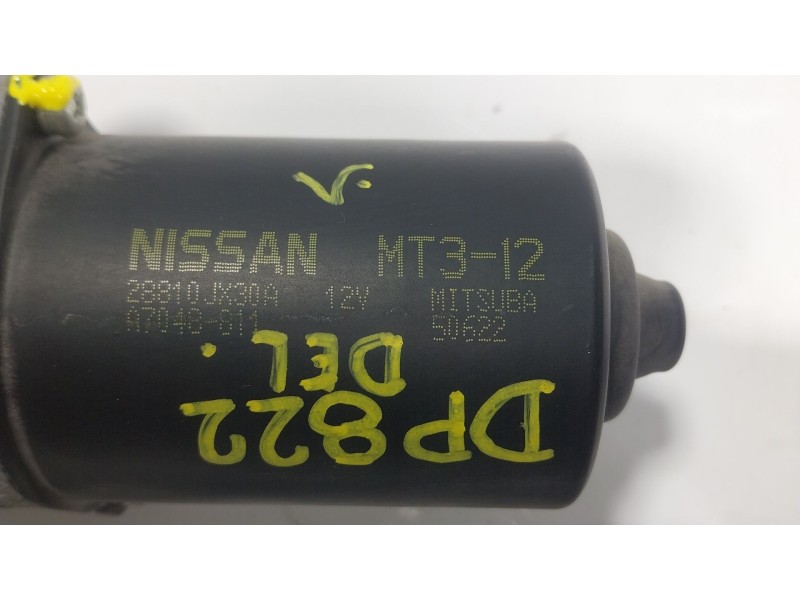 NISSAN MT3-12
28810JK30A 12V MITSUBA
A7048-811 50622
DEL.
DP822